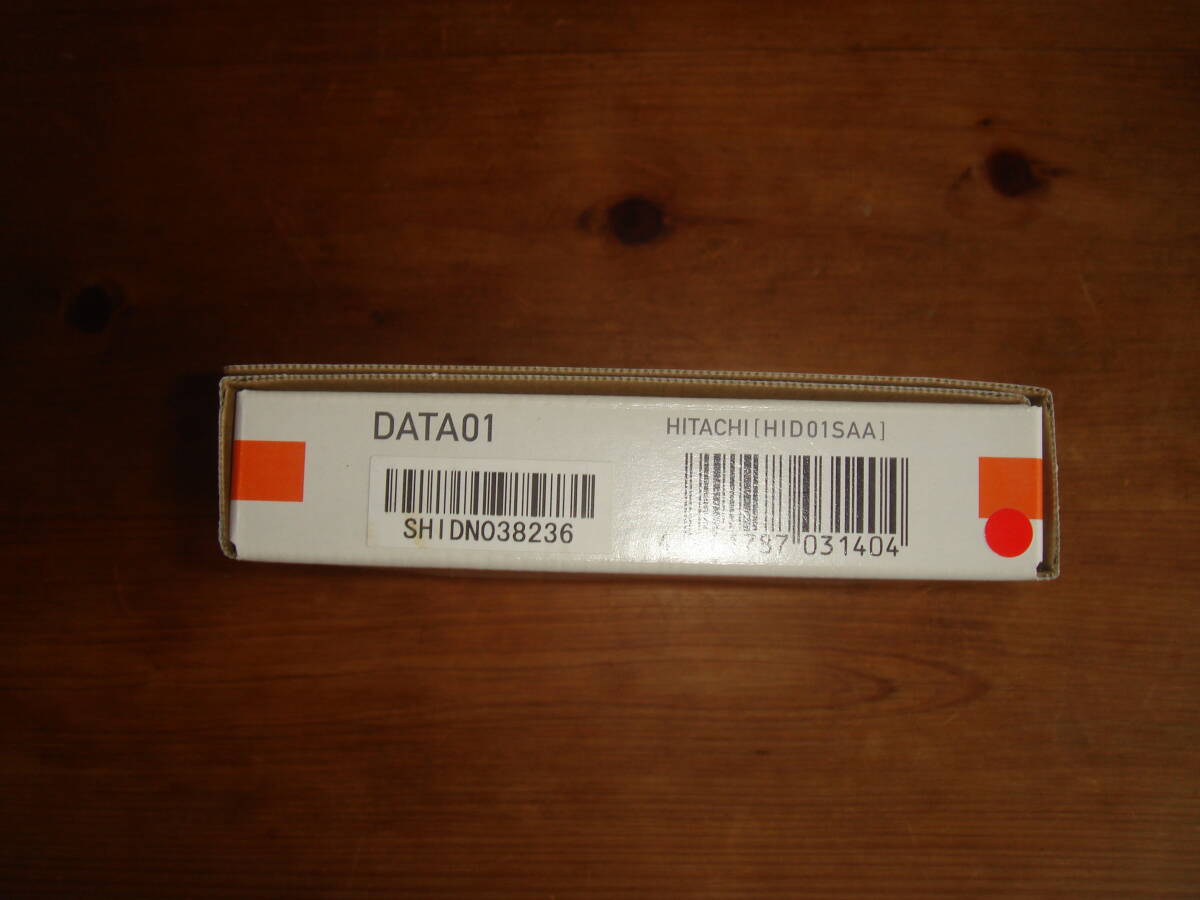 DATA01
HITACHI[HID01SAA]
SHIDN038236
031404